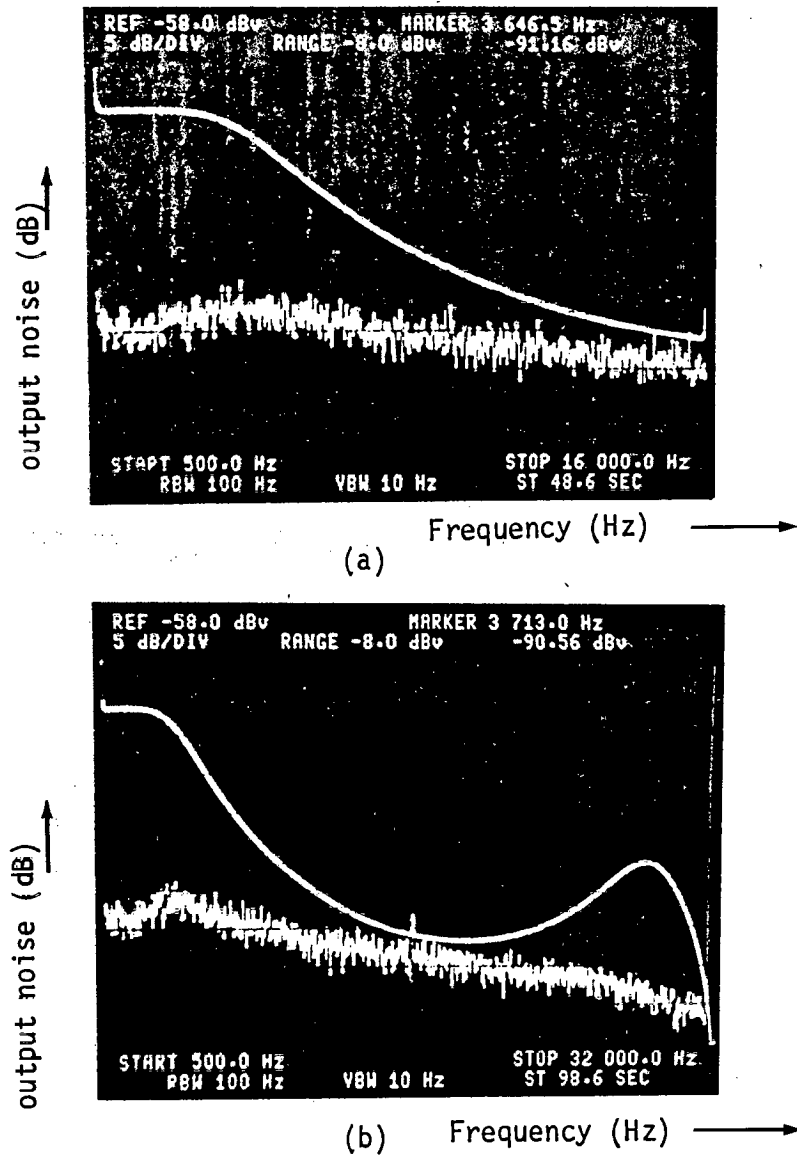 REF -58.0 dBv MARKER 3 646.5 Hz
5 dB/DIV RANGE -8.0 dBv -91.16 dBv
output noise (dB)
START 500.0 Hz STOP 16 000.0 Hz
RBW 100 Hz VBW 10 Hz ST 48.6 SEC
Frequency (Hz)
(a)
REF -58.0 dBv MARKER 3 713.0 Hz
5 dB/DIV RANGE -8.0 dBv -90.56 dBv
output noise (dB)
START 500.0 Hz STOP 32 000.0 Hz
RBW 100 Hz VBW 10 Hz ST 98.6 SEC
(b) Frequency (Hz)